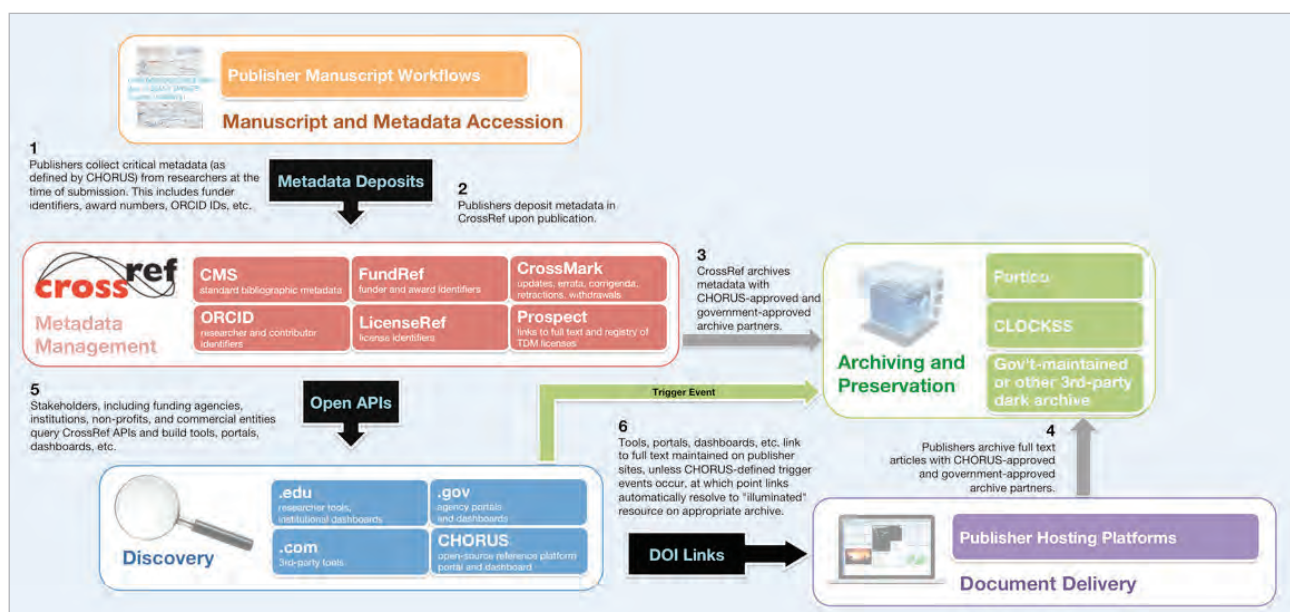 Publisher Manuscript Workflows
Manuscript and Metadata Accession
1
Publishers collect critical metadata (as
defined by CHORUS) from researchers at the
time of submission. This includes funder
identifiers, award numbers, ORCID IDs, etc.
Metadata Deposits
2
Publishers deposit metadata in
CrossRef upon publication.
crossref
Metadata
Management
CMS
standard bibliographic metadata
FundRef
funder and award identifiers
CrossMark
updates, errata, corrigenda,
retractions, withdrawals
ORCID
researcher and contributor
identifiers
LicenseRef
license identifiers
Prospect
links to full text and registry of
TDM licenses
3
CrossRef archives
metadata with
CHORUS-approved and
government-approved
archive partners.
Archiving and
Preservation
Portico
CLOCKSS
Gov't-maintained
or other 3rd-party
dark archive
4
Publishers archive full text
articles with CHORUS-approved
and government-approved
archive partners.
5
Stakeholders, including funding agencies,
institutions, non-profits, and commercial entities
query CrossRef APIs and build tools, portals,
dashboards, etc.
Open APIs
Trigger Event
6
Tools, portals, dashboards, etc. link
to full text maintained on publisher
sites, unless CHORUS-defined trigger
events occur, at which point links
automatically resolve to "illuminated"
resource on appropriate archive.
Discovery
.edu
researcher tools,
institutional dashboards
.gov
agency portals
and dashboards
.com
3rd-party tools
CHORUS
open-source reference platform
portal and dashboard
DOI Links
Publisher Hosting Platforms
Document Delivery